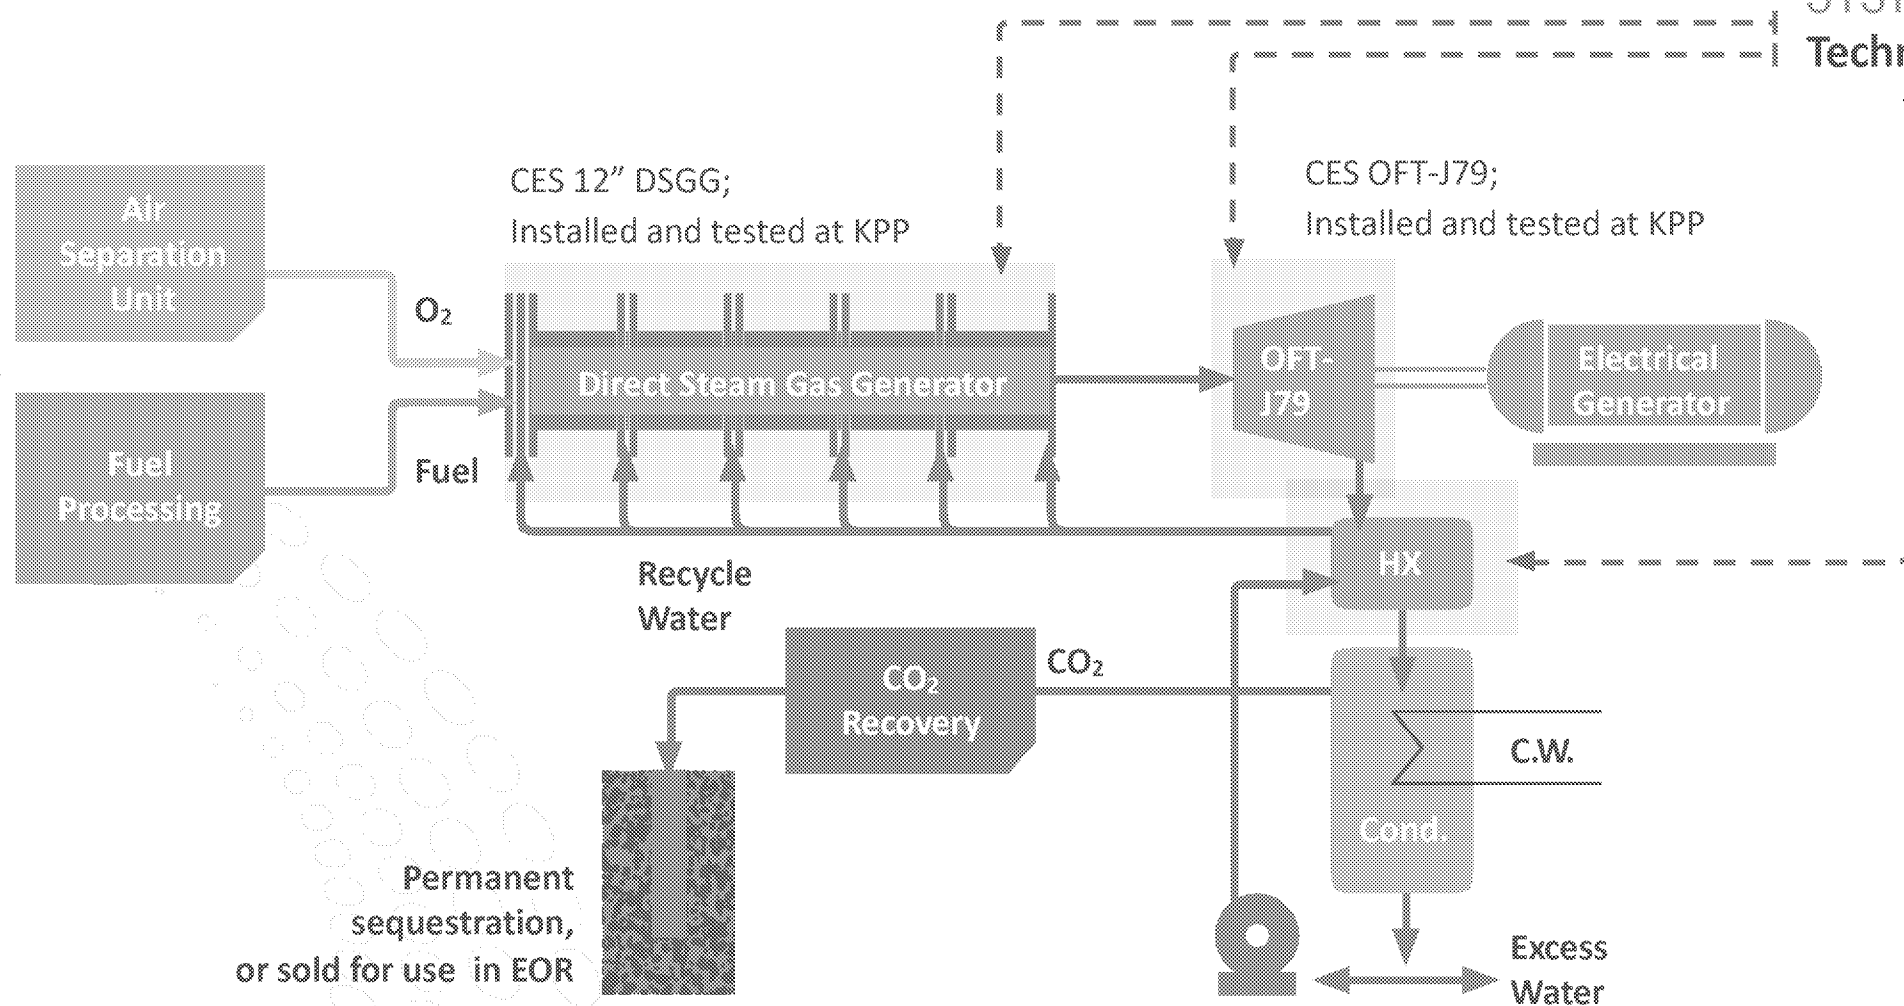 CES 12” DSGG;
Installed and tested at KPP
CES OFT-J79;
Installed and tested at KPP
Air
Separation
Unit
O₂
Fuel
Processing
Fuel
Direct Steam Gas Generator
OFT-
J79
Electrical
Generator
HX
Recycle
Water
CO₂
Recovery
CO₂
C.W.
Cond.
Permanent
sequestration,
or sold for use in EOR
Excess
Water